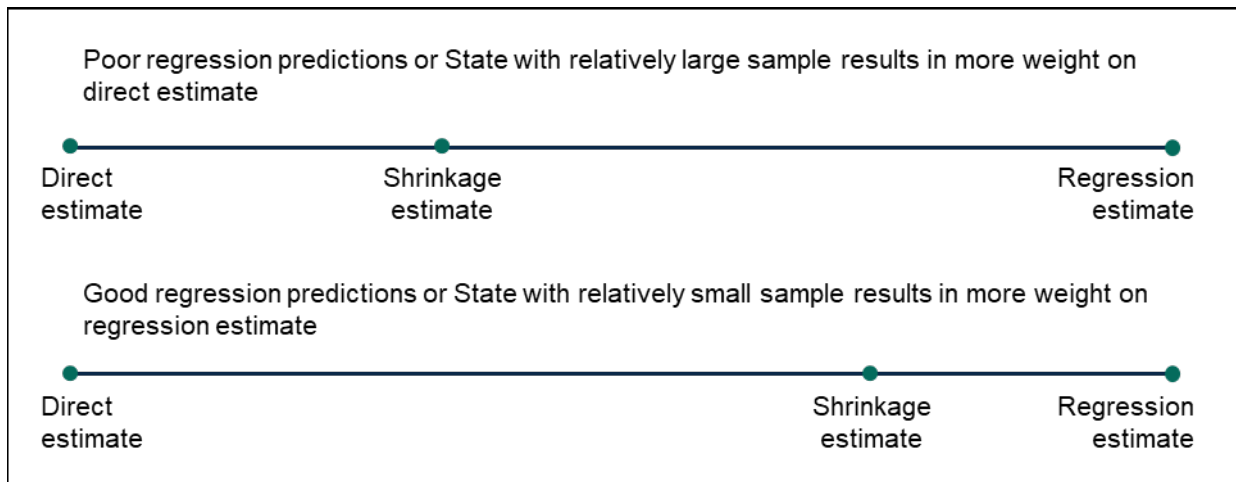 Poor regression predictions or State with relatively large sample results in more weight on
direct estimate
Direct
estimate
Shrinkage
estimate
Regression
estimate
Good regression predictions or State with relatively small sample results in more weight on
regression estimate
Direct
estimate
Shrinkage
estimate
Regression
estimate